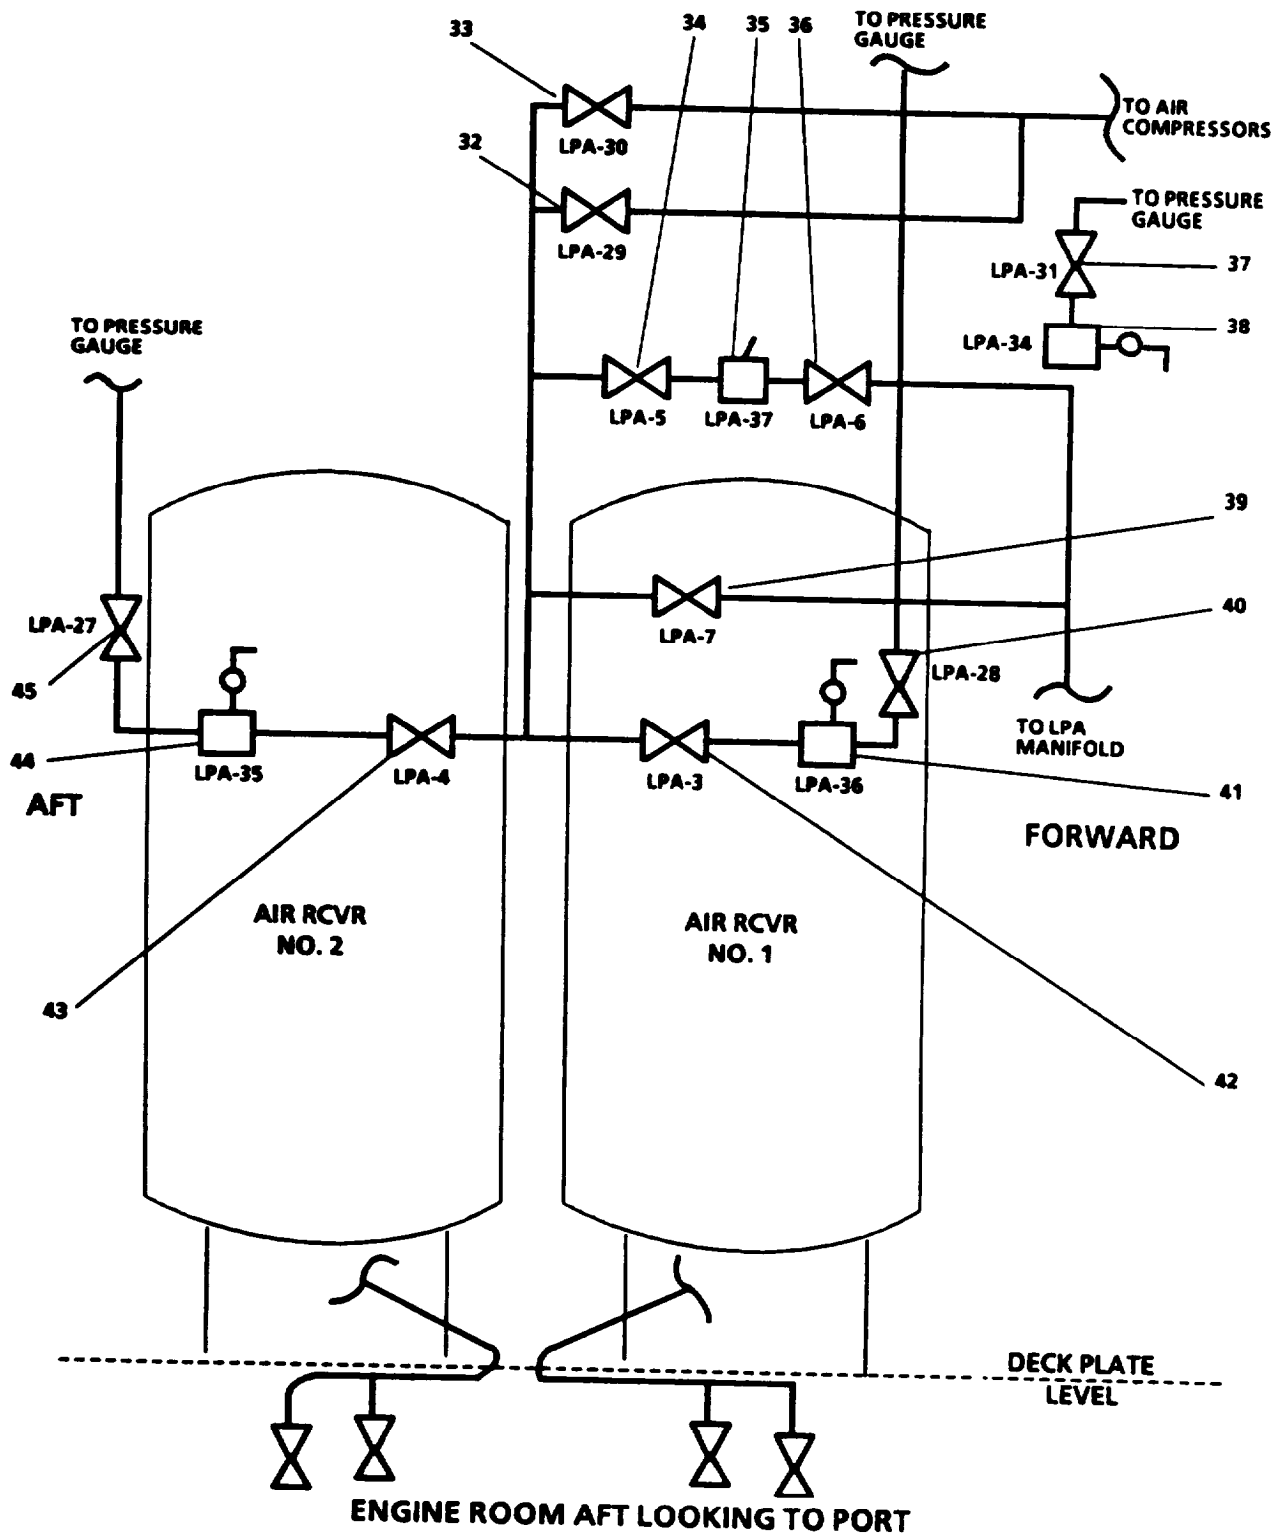 33
34
35
36
TO PRESSURE
GAUGE
TO AIR
COMPRESSORS
LPA-30
32
LPA-29
TO PRESSURE
GAUGE
LPA-31
37
LPA-34
38
TO PRESSURE
GAUGE
LPA-5
LPA-37
LPA-6
39
LPA-27
LPA-7
40
LPA-28
45
TO LPA
MANIFOLD
44
LPA-35
LPA-4
LPA-3
LPA-36
41
AFT
FORWARD
AIR RCVR
NO. 2
AIR RCVR
NO. 1
43
42
DECK PLATE
LEVEL
ENGINE ROOM AFT LOOKING TO PORT